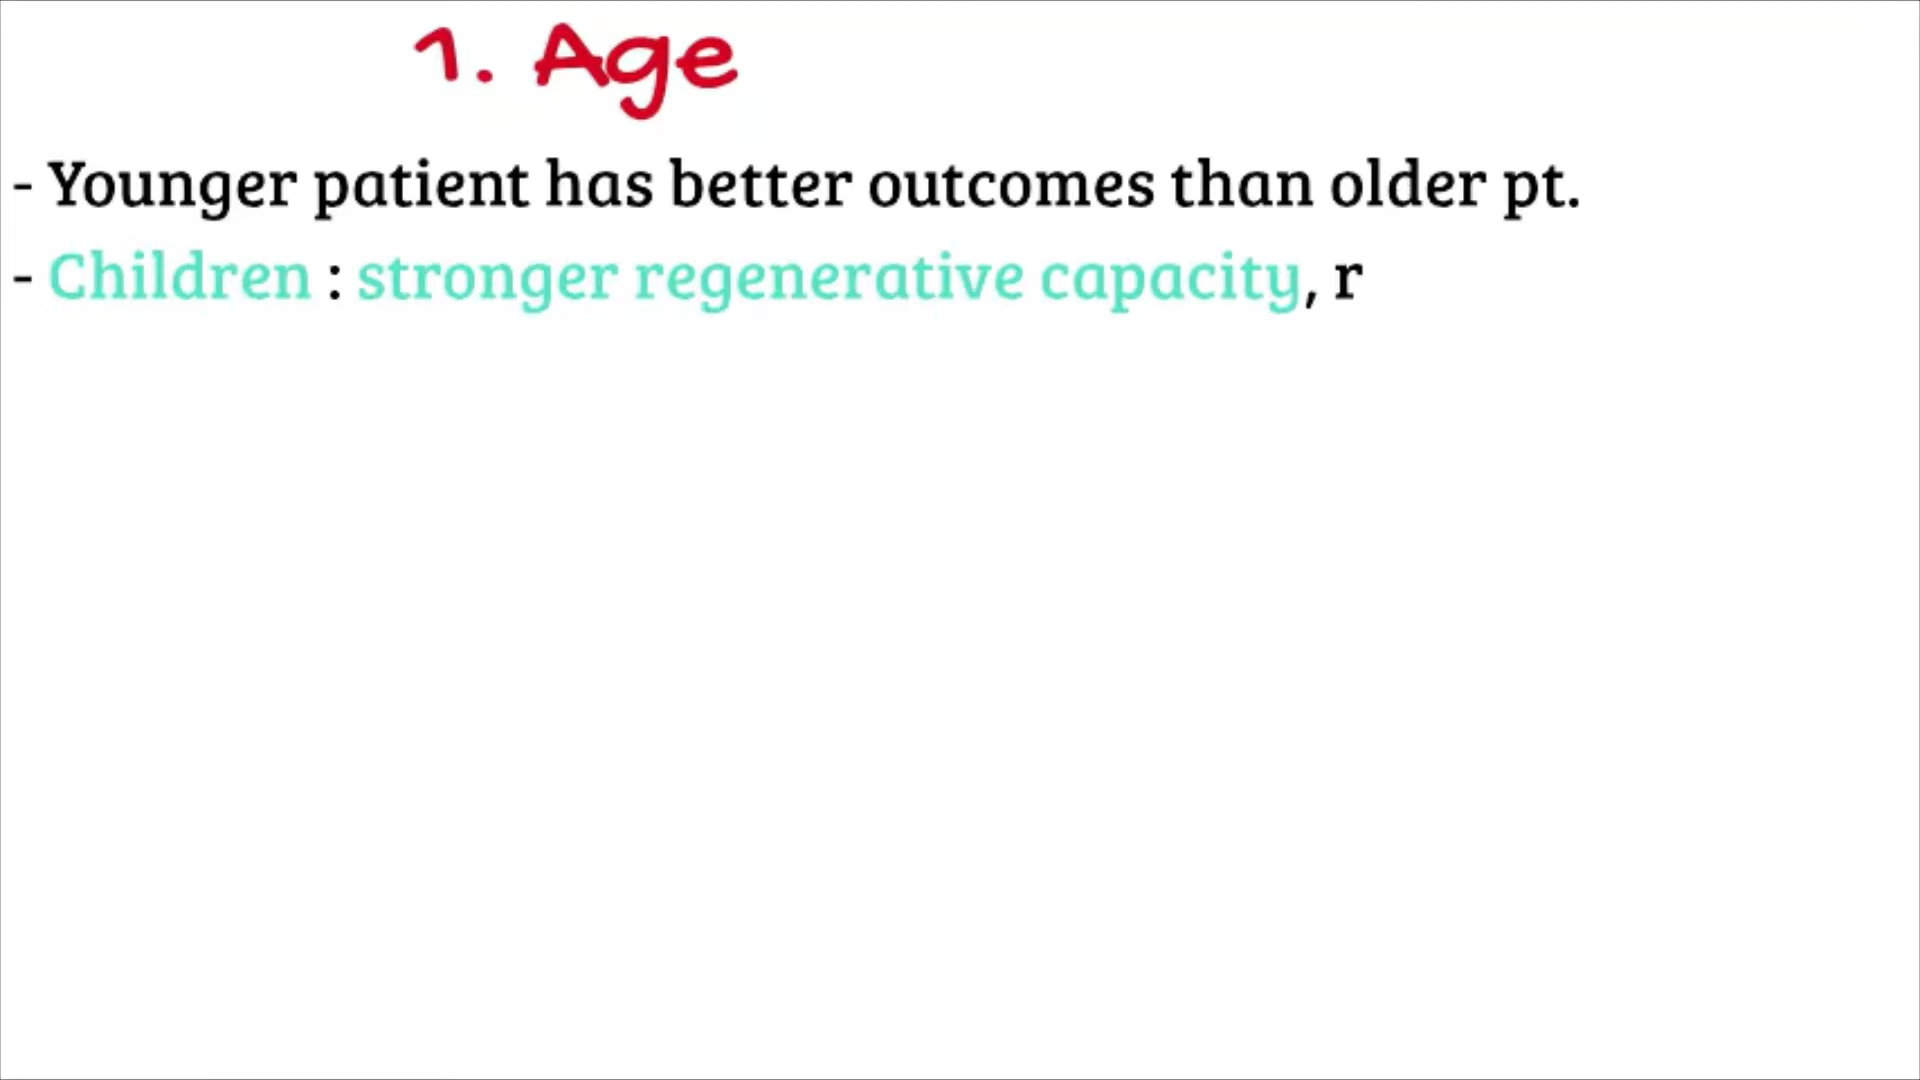 1. Age
- Younger patient has better outcomes than older pt.
- Children : stronger regenerative capacity, r